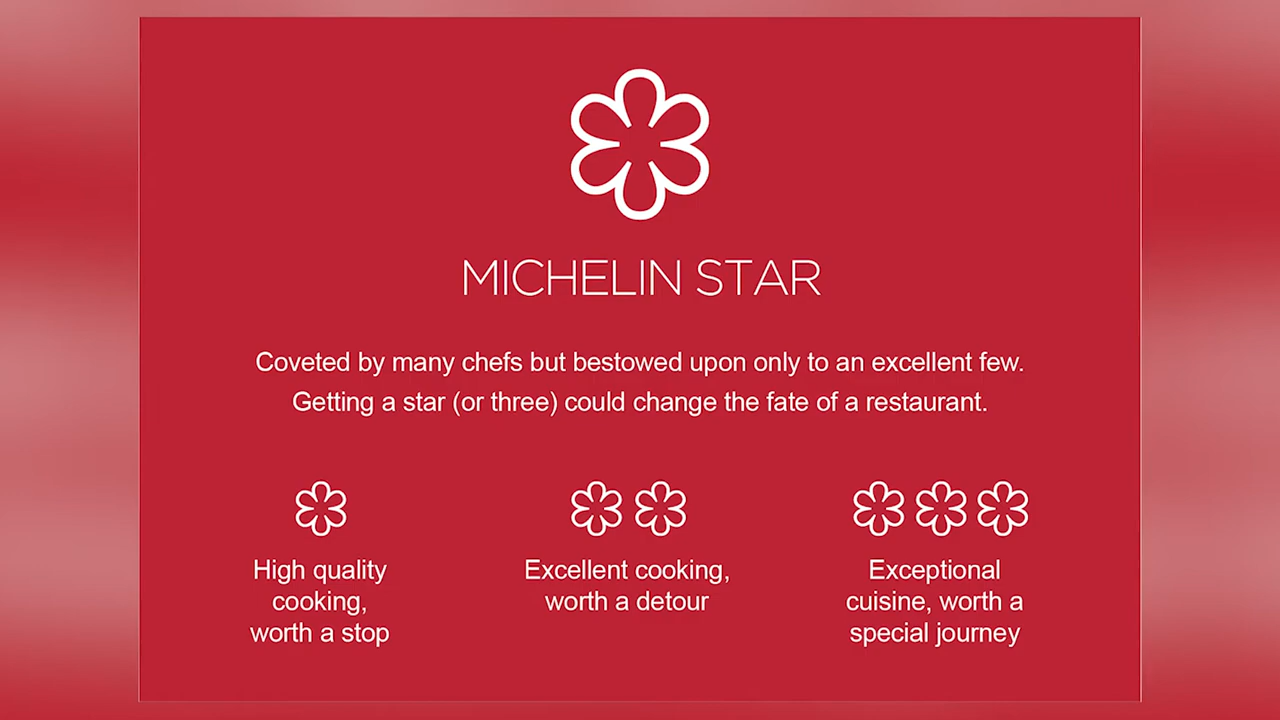 MICHELIN STAR
Coveted by many chefs but bestowed upon only to an excellent few.
Getting a star (or three) could change the fate of a restaurant.
High quality
cooking,
worth a stop
Excellent cooking,
worth a detour
Exceptional
cuisine, worth a
special journey